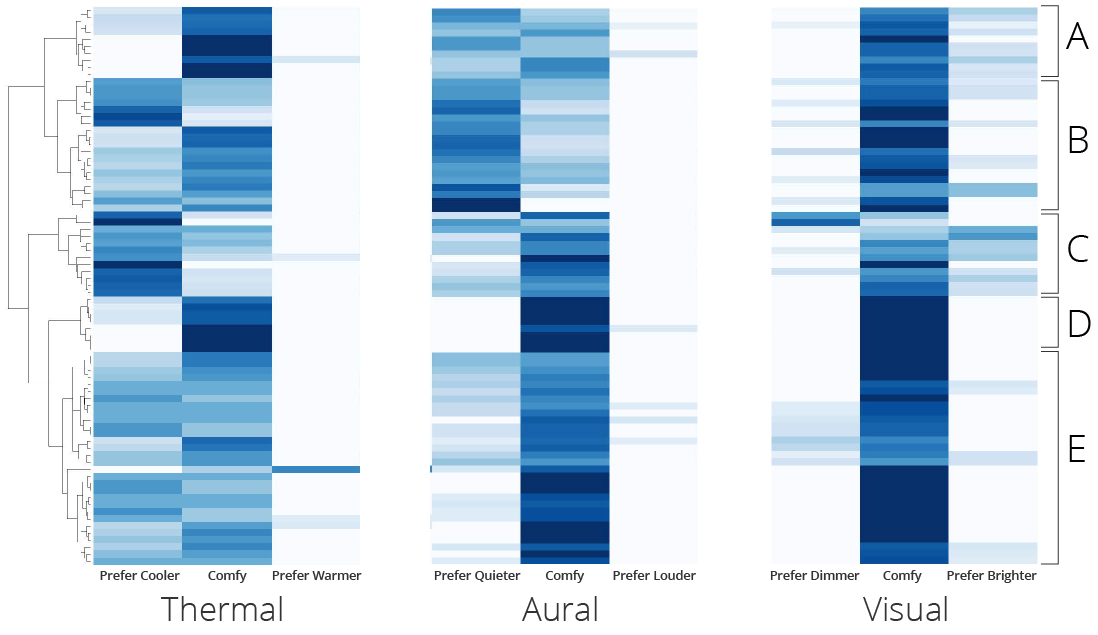 A
B
C
D
E
Prefer Cooler Comfy Prefer Warmer Prefer Quieter Comfy Prefer Louder Prefer Dimmer Comfy Prefer Brighter
Thermal Aural Visual